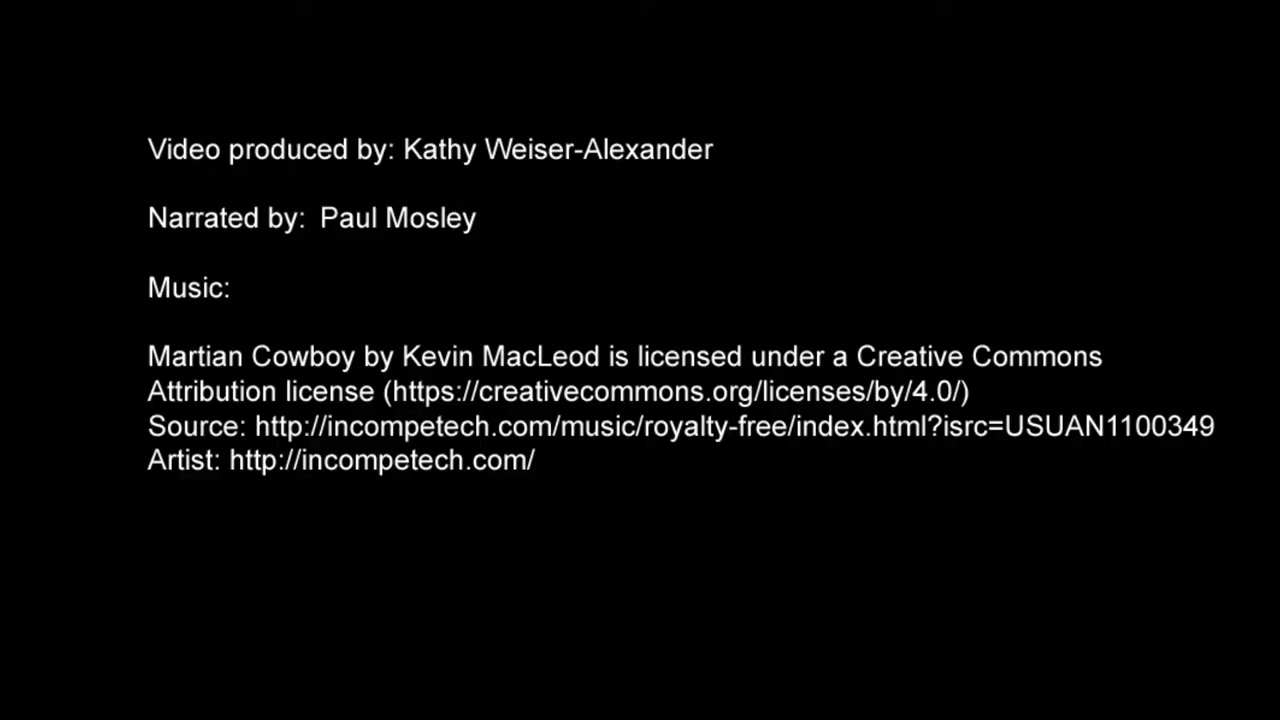 Video produced by: Kathy Weiser-Alexander
Narrated by:  Paul Mosley
Music:
Martian Cowboy by Kevin MacLeod is licensed under a Creative Commons
Attribution license (https://creativecommons.org/licenses/by/4.0/)
Source: http://incompetech.com/music/royalty-free/index.html?isrc=USUAN1100349
Artist: http://incompetech.com/